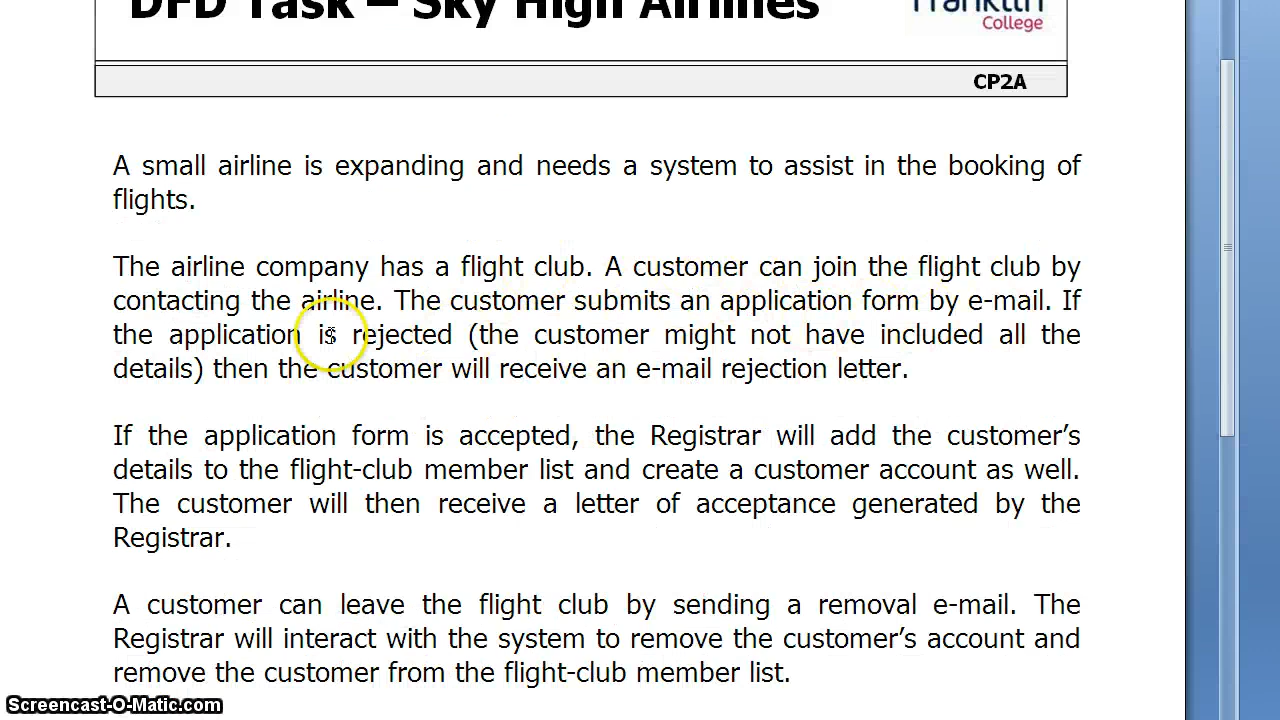 DFD Task – Sky High Airlines
Franklin
College
CP2A
A small airline is expanding and needs a system to assist in the booking of
flights.
The airline company has a flight club. A customer can join the flight club by
contacting the airline. The customer submits an application form by e-mail. If
the application is rejected (the customer might not have included all the
details) then the customer will receive an e-mail rejection letter.
If the application form is accepted, the Registrar will add the customer’s
details to the flight-club member list and create a customer account as well.
The customer will then receive a letter of acceptance generated by the
Registrar.
A customer can leave the flight club by sending a removal e-mail. The
Registrar will interact with the system to remove the customer’s account and
remove the customer from the flight-club member list.
Screencast-O-Matic.com